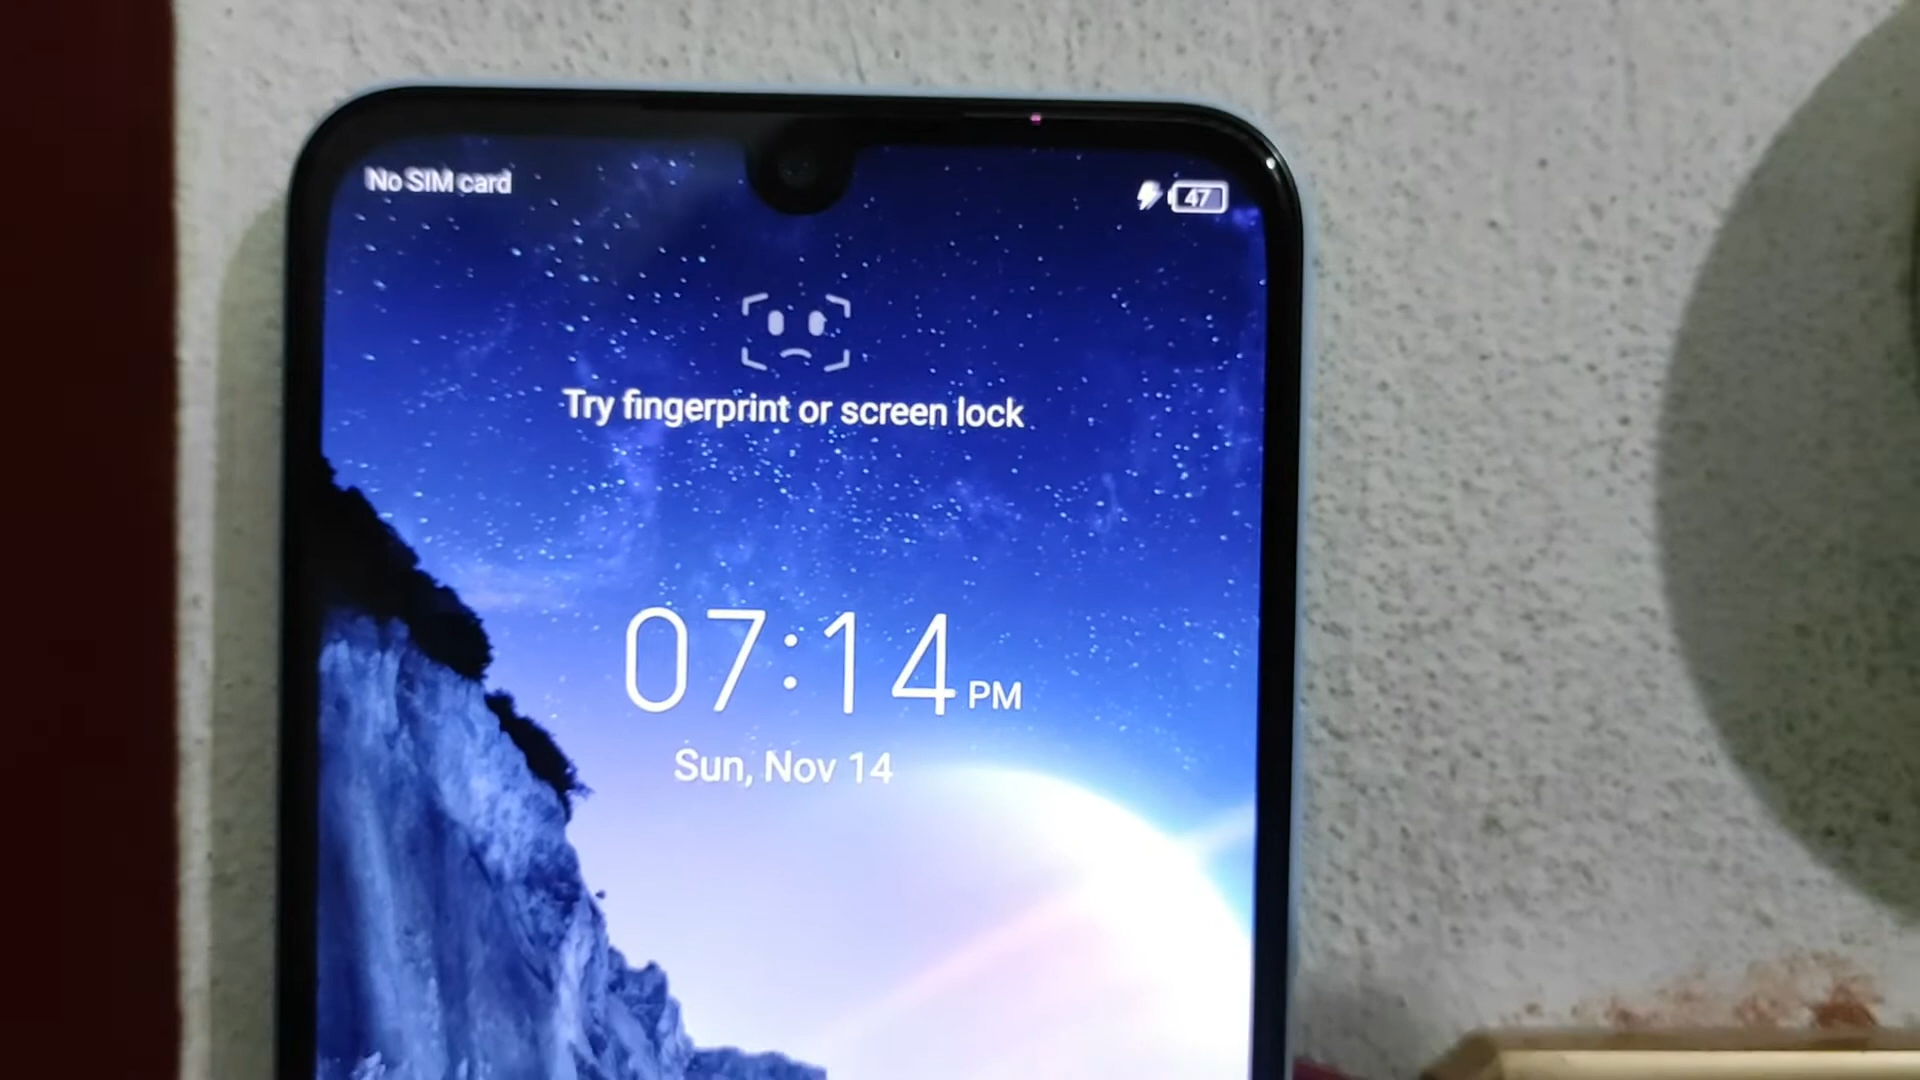 No SIM card
47
Try fingerprint or screen lock
07:14 PM
Sun, Nov 14